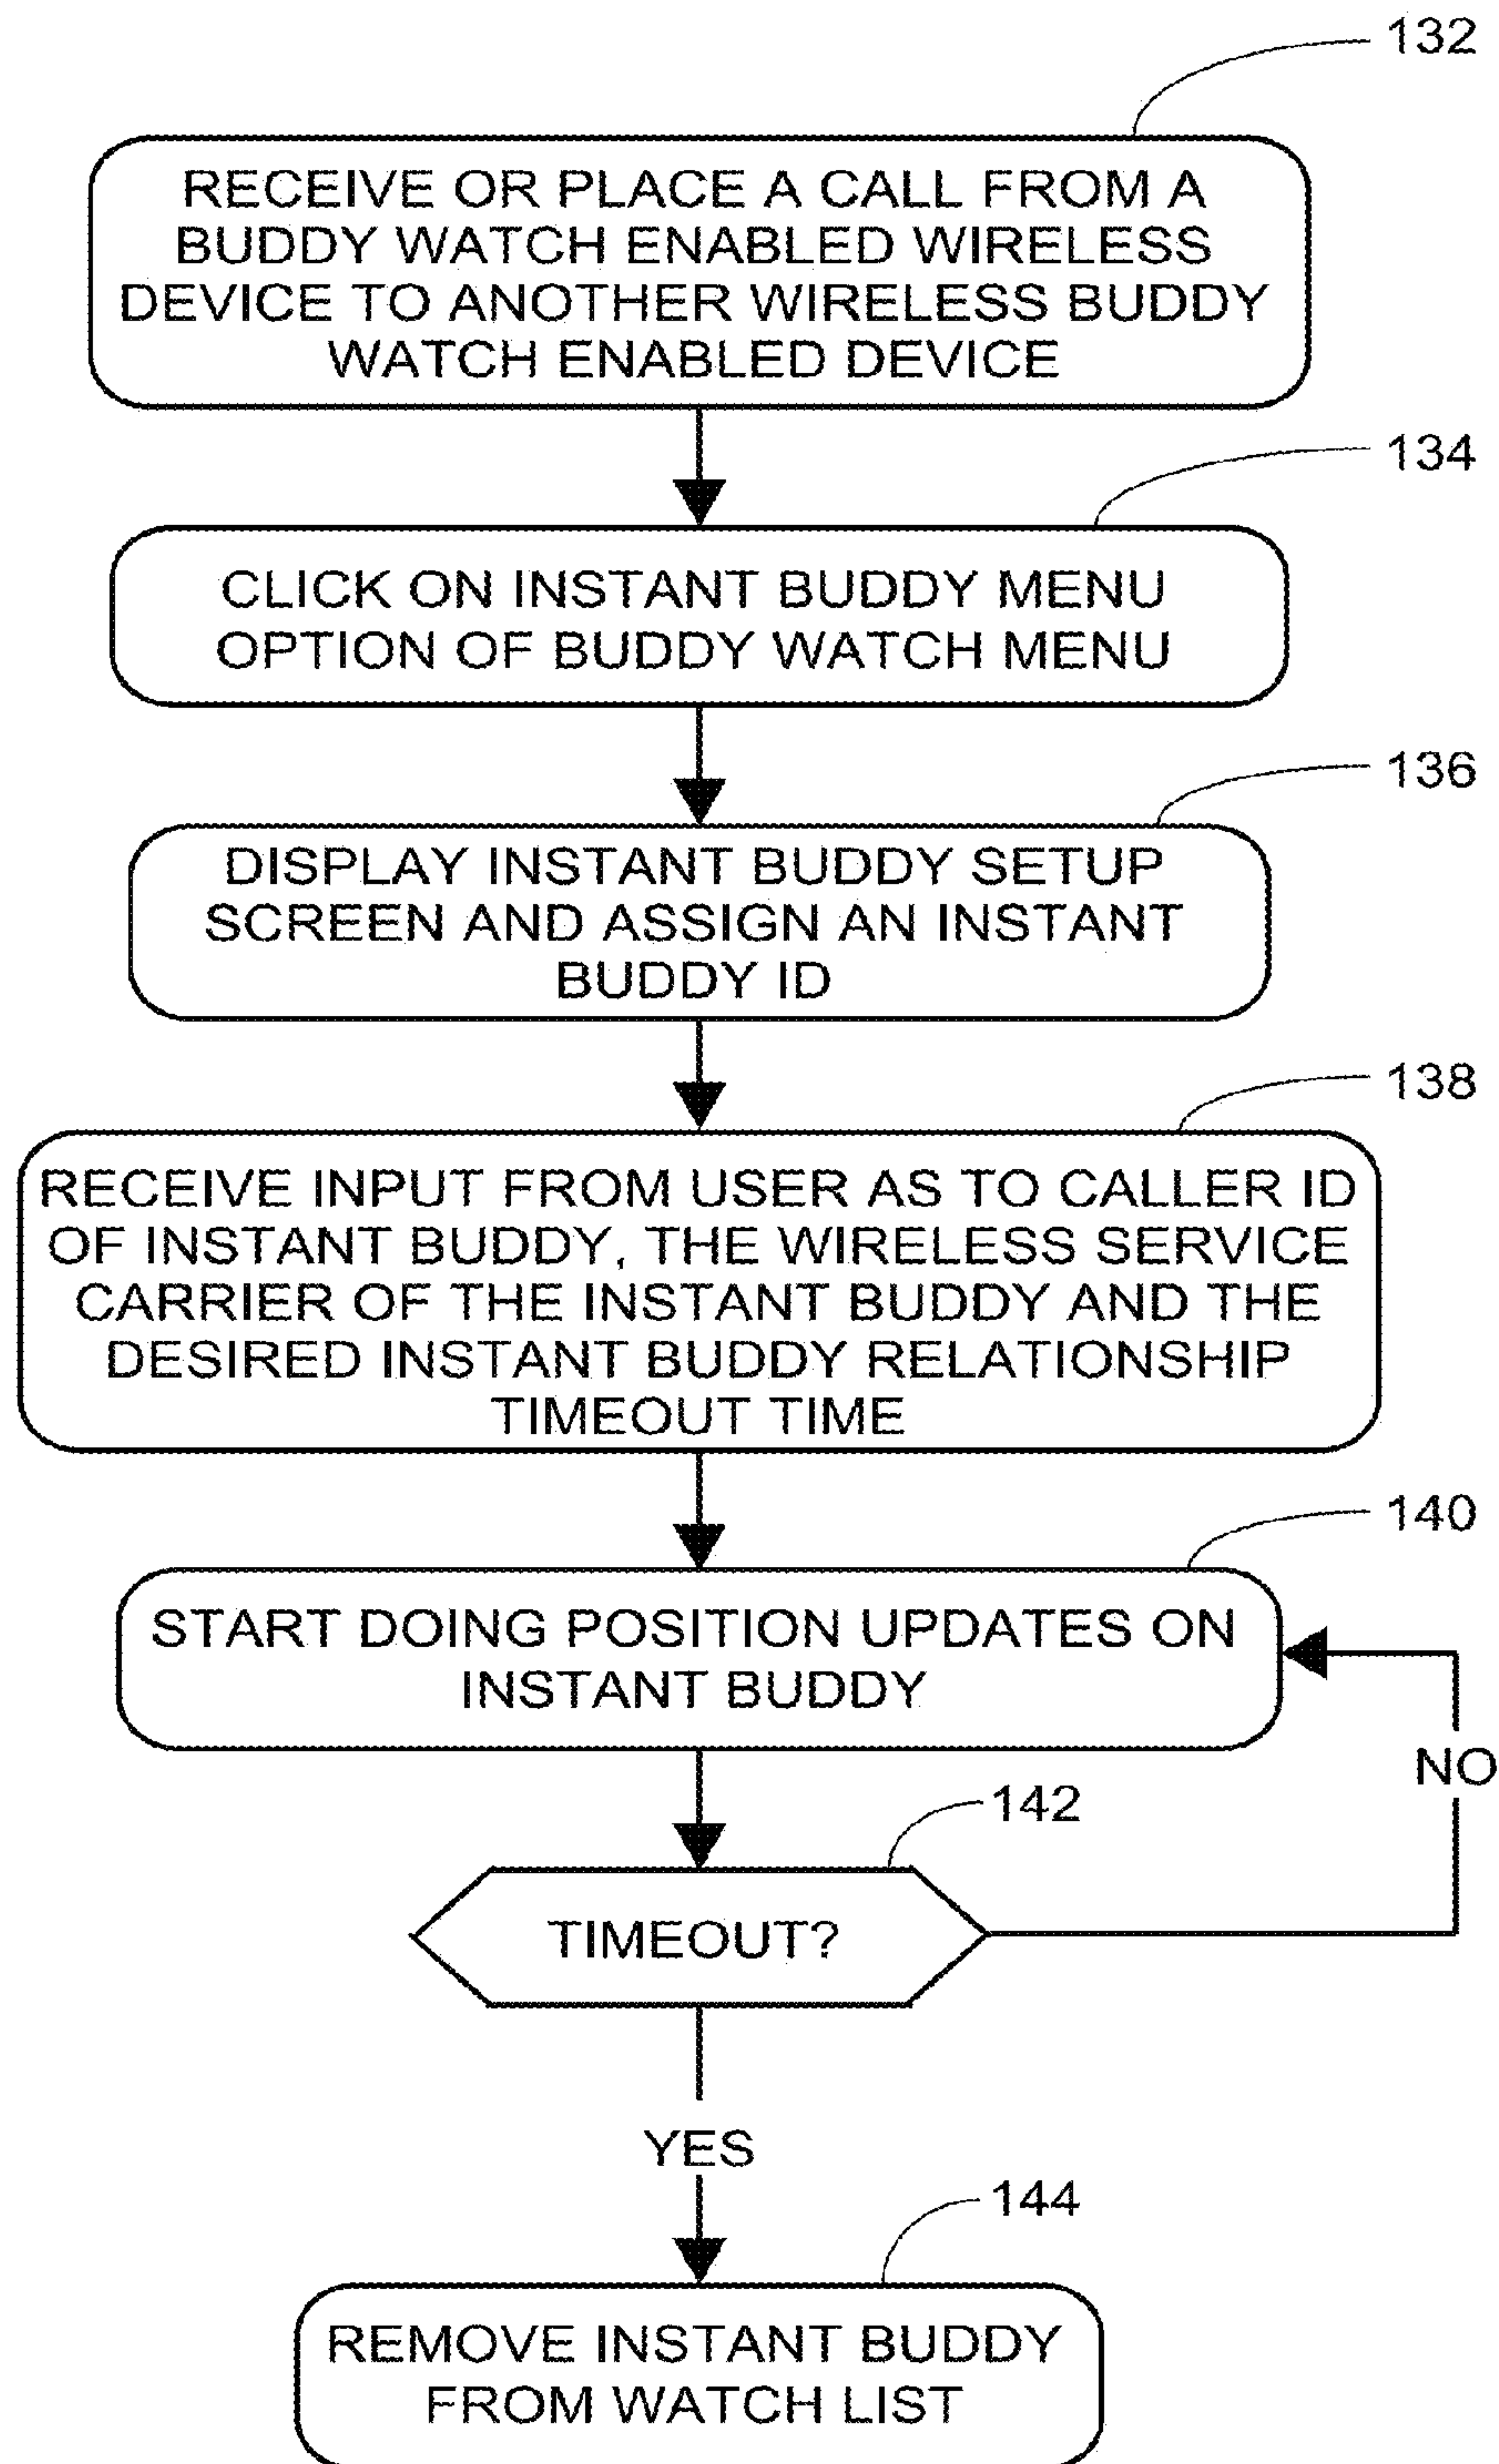 132
RECEIVE OR PLACE A CALL FROM A
BUDDY WATCH ENABLED WIRELESS
DEVICE TO ANOTHER WIRELESS BUDDY
WATCH ENABLED DEVICE
134
CLICK ON INSTANT BUDDY MENU
OPTION OF BUDDY WATCH MENU
136
DISPLAY INSTANT BUDDY SETUP
SCREEN AND ASSIGN AN INSTANT
BUDDY ID
138
RECEIVE INPUT FROM USER AS TO CALLER ID
OF INSTANT BUDDY, THE WIRELESS SERVICE
CARRIER OF THE INSTANT BUDDY AND THE
DESIRED INSTANT BUDDY RELATIONSHIP
TIMEOUT TIME
140
START DOING POSITION UPDATES ON
INSTANT BUDDY
NO
142
TIMEOUT?
YES
144
REMOVE INSTANT BUDDY
FROM WATCH LIST